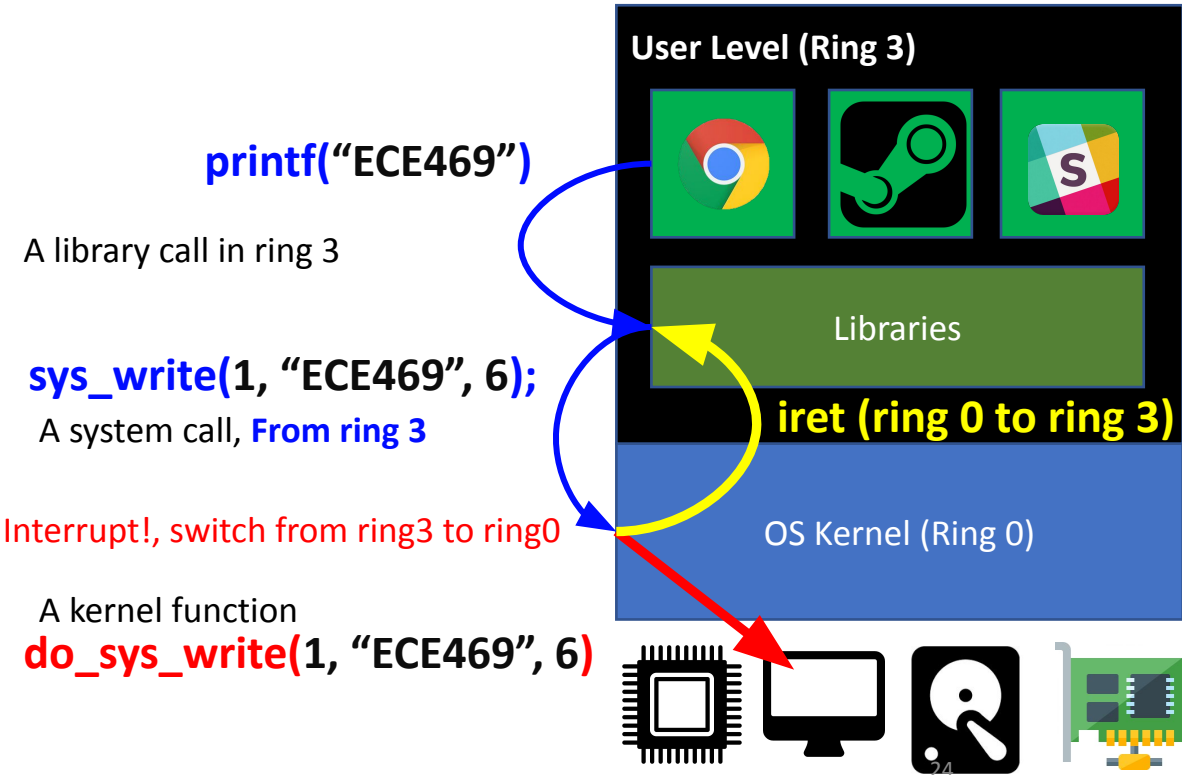 User Level (Ring 3)
printf(“ECE469”)
S
A library call in ring 3
Libraries
sys_write(1, “ECE469”, 6);
A system call, From ring 3
iret (ring 0 to ring 3)
Interrupt!, switch from ring3 to ring0
OS Kernel (Ring 0)
A kernel function
do_sys_write(1, “ECE469”, 6)
24